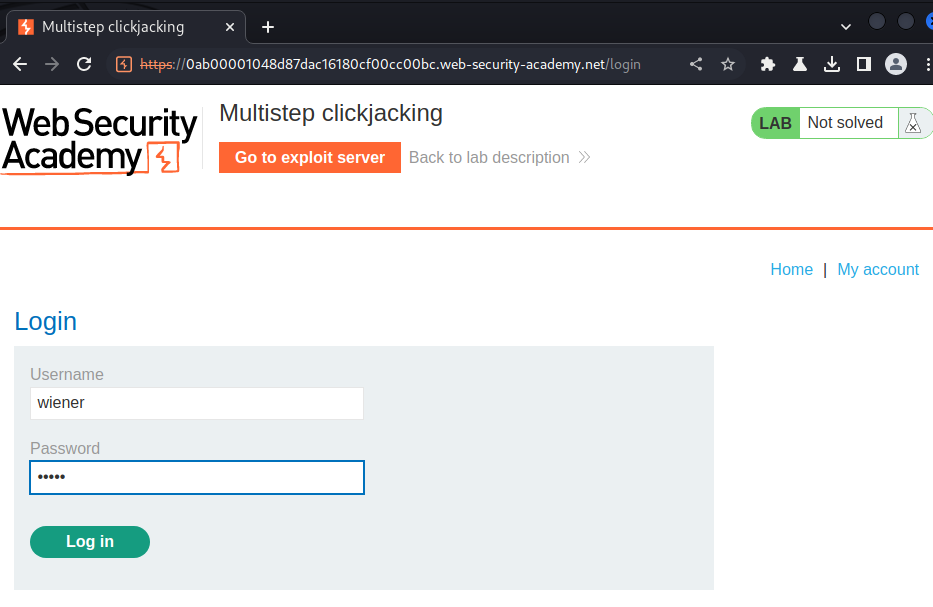 Multistep clickjacking
https://0ab00001048d87dac16180cf00cc00bc.web-security-academy.net/login
Web Security
Academy
Multistep clickjacking
Go to exploit server
Back to lab description
LAB
Not solved
Home | My account
Login
Username
wiener
Password
•••••
Log in